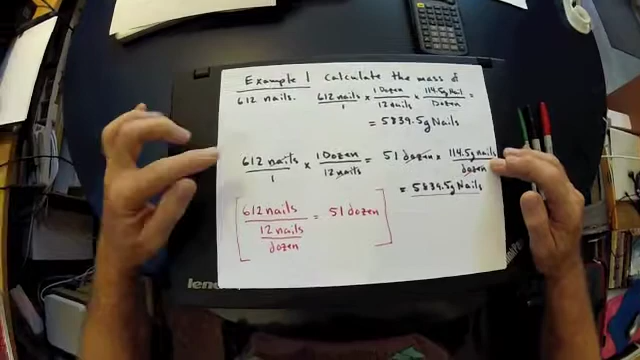 Example 1 Calculate the mass of
612 nails. 612 nails/1 x 1 Dozen/12 nails x 114.5g Nail/Dozen =
= 5839.5g Nails
612 nails/1 x 1 Dozen/12 nails = 51 dozen x 114.5g nails/dozen
= 5839.5g Nails
[612 nails/12 nails/dozen = 51 dozen]
leno